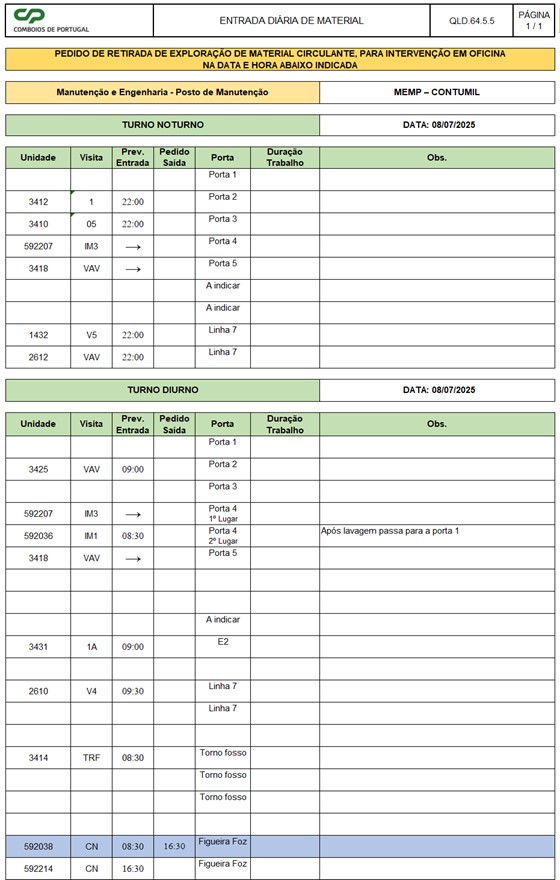 CP
COMBOIOS DE PORTUGAL
ENTRADA DIÁRIA DE MATERIAL
QLD.64.5.5
PÁGINA
1 / 1
PEDIDO DE RETIRADA DE EXPLORAÇÃO DE MATERIAL CIRCULANTE, PARA INTERVENÇÃO EM OFICINA
NA DATA E HORA ABAIXO INDICADA
Manutenção e Engenharia - Posto de Manutenção MEMP – CONTUMIL
TURNO NOTURNO DATA: 08/07/2025
Unidade Visita Prev. Entrada Pedido Saída Porta Duração Trabalho Obs.
Porta 1
3412 1 22:00 Porta 2
3410 05 22:00 Porta 3
592207 IM3 → Porta 4
3418 VAV → Porta 5
A indicar
A indicar
1432 V5 22:00 Linha 7
2612 VAV 22:00 Linha 7
TURNO DIURNO DATA: 08/07/2025
Unidade Visita Prev. Entrada Pedido Saída Porta Duração Trabalho Obs.
Porta 1
3425 VAV 09:00 Porta 2
Porta 3
592207 IM3 → Porta 4 1º Lugar
592036 IM1 08:30 Porta 4 2º Lugar Após lavagem passa para a porta 1
3418 VAV → Porta 5
A indicar
3431 1A 09:00 E2
2610 V4 09:30 Linha 7
Linha 7
3414 TRF 08:30 Torno fosso
Torno fosso
Torno fosso
592038 CN 08:30 16:30 Figueira Foz
592214 CN 16:30 Figueira Foz